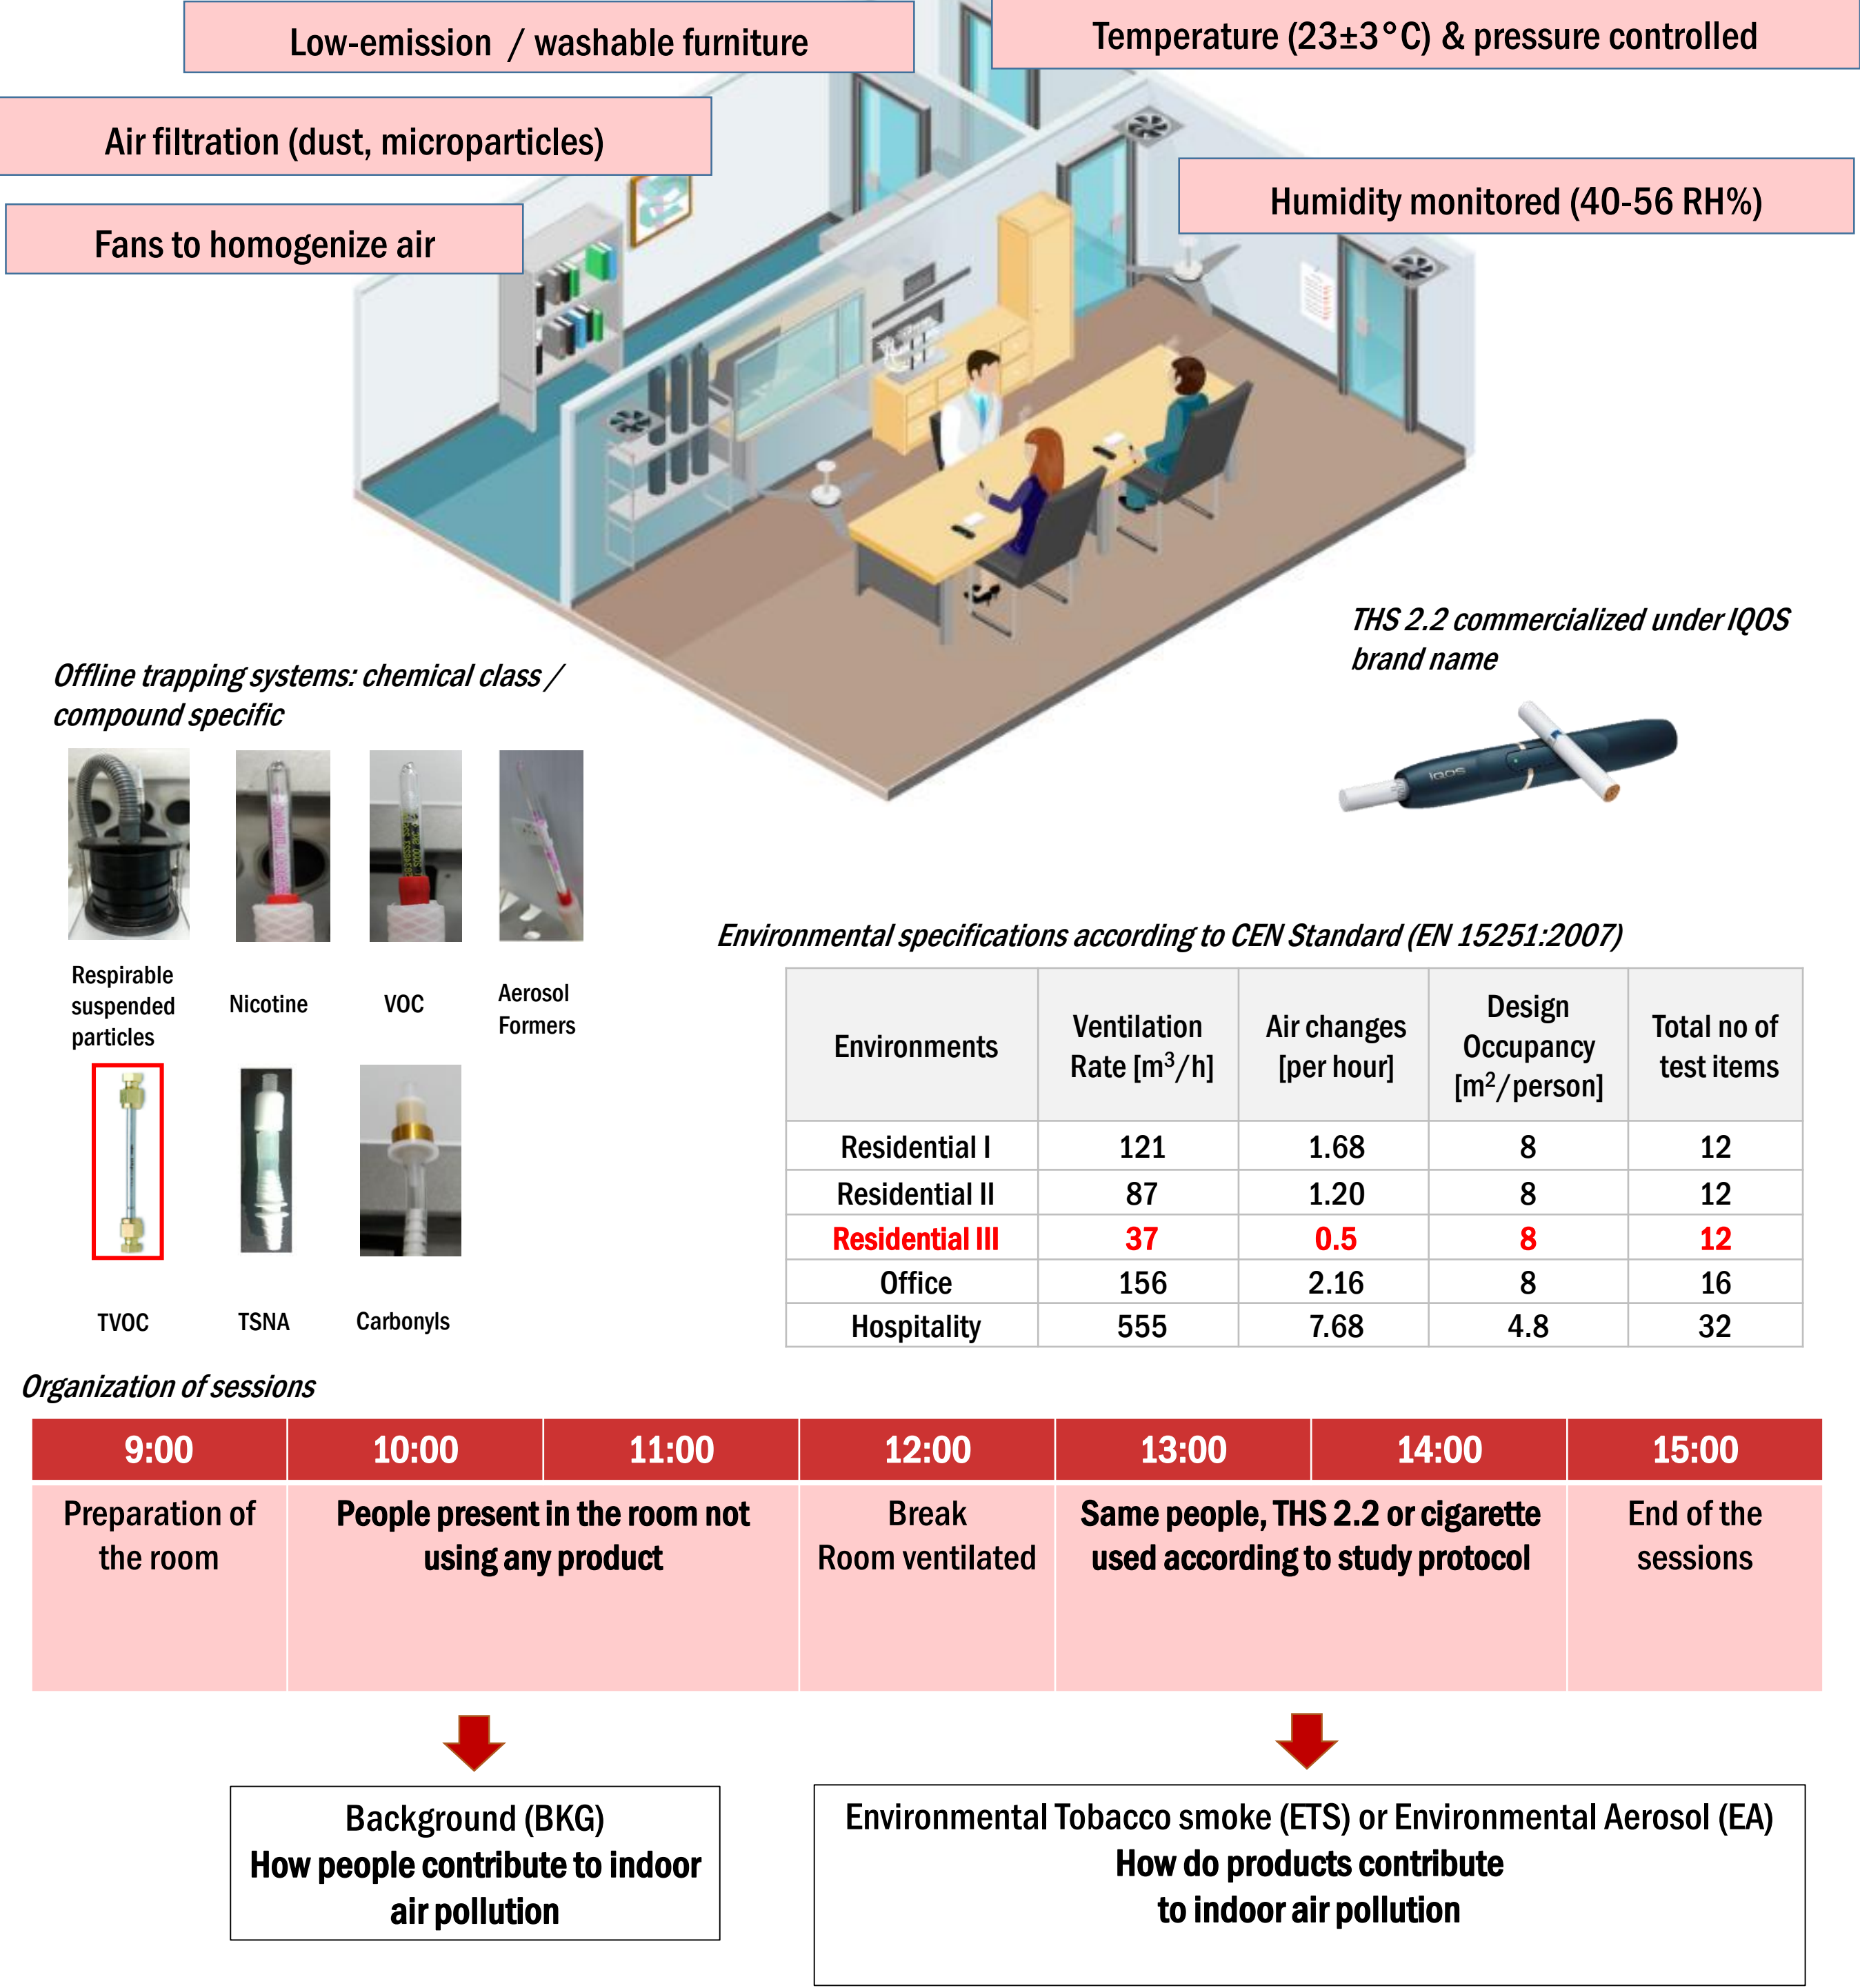 Low-emission / washable furniture
Temperature (23±3°C) & pressure controlled
Air filtration (dust, microparticles)
Humidity monitored (40-56 RH%)
Fans to homogenize air
THS 2.2 commercialized under IQOS
brand name
IQOS
Offline trapping systems: chemical class /
compound specific
Respirable
suspended
particles
Nicotine
VOC
Aerosol
Formers
TVOC
TSNA
Carbonyls
Environmental specifications according to CEN Standard (EN 15251:2007)
Environments
Ventilation
Rate [m³/h]
Air changes
[per hour]
Design
Occupancy
[m²/person]
Total no of
test items
Residential I 121 1.68 8 12
Residential II 87 1.20 8 12
Residential III 37 0.5 8 12
Office 156 2.16 8 16
Hospitality 555 7.68 4.8 32
Organization of sessions
9:00 10:00 11:00 12:00 13:00 14:00 15:00
Preparation of
the room
People present in the room not
using any product
Break
Room ventilated
Same people, THS 2.2 or cigarette
used according to study protocol
End of the
sessions
Background (BKG)
How people contribute to indoor
air pollution
Environmental Tobacco smoke (ETS) or Environmental Aerosol (EA)
How do products contribute
to indoor air pollution